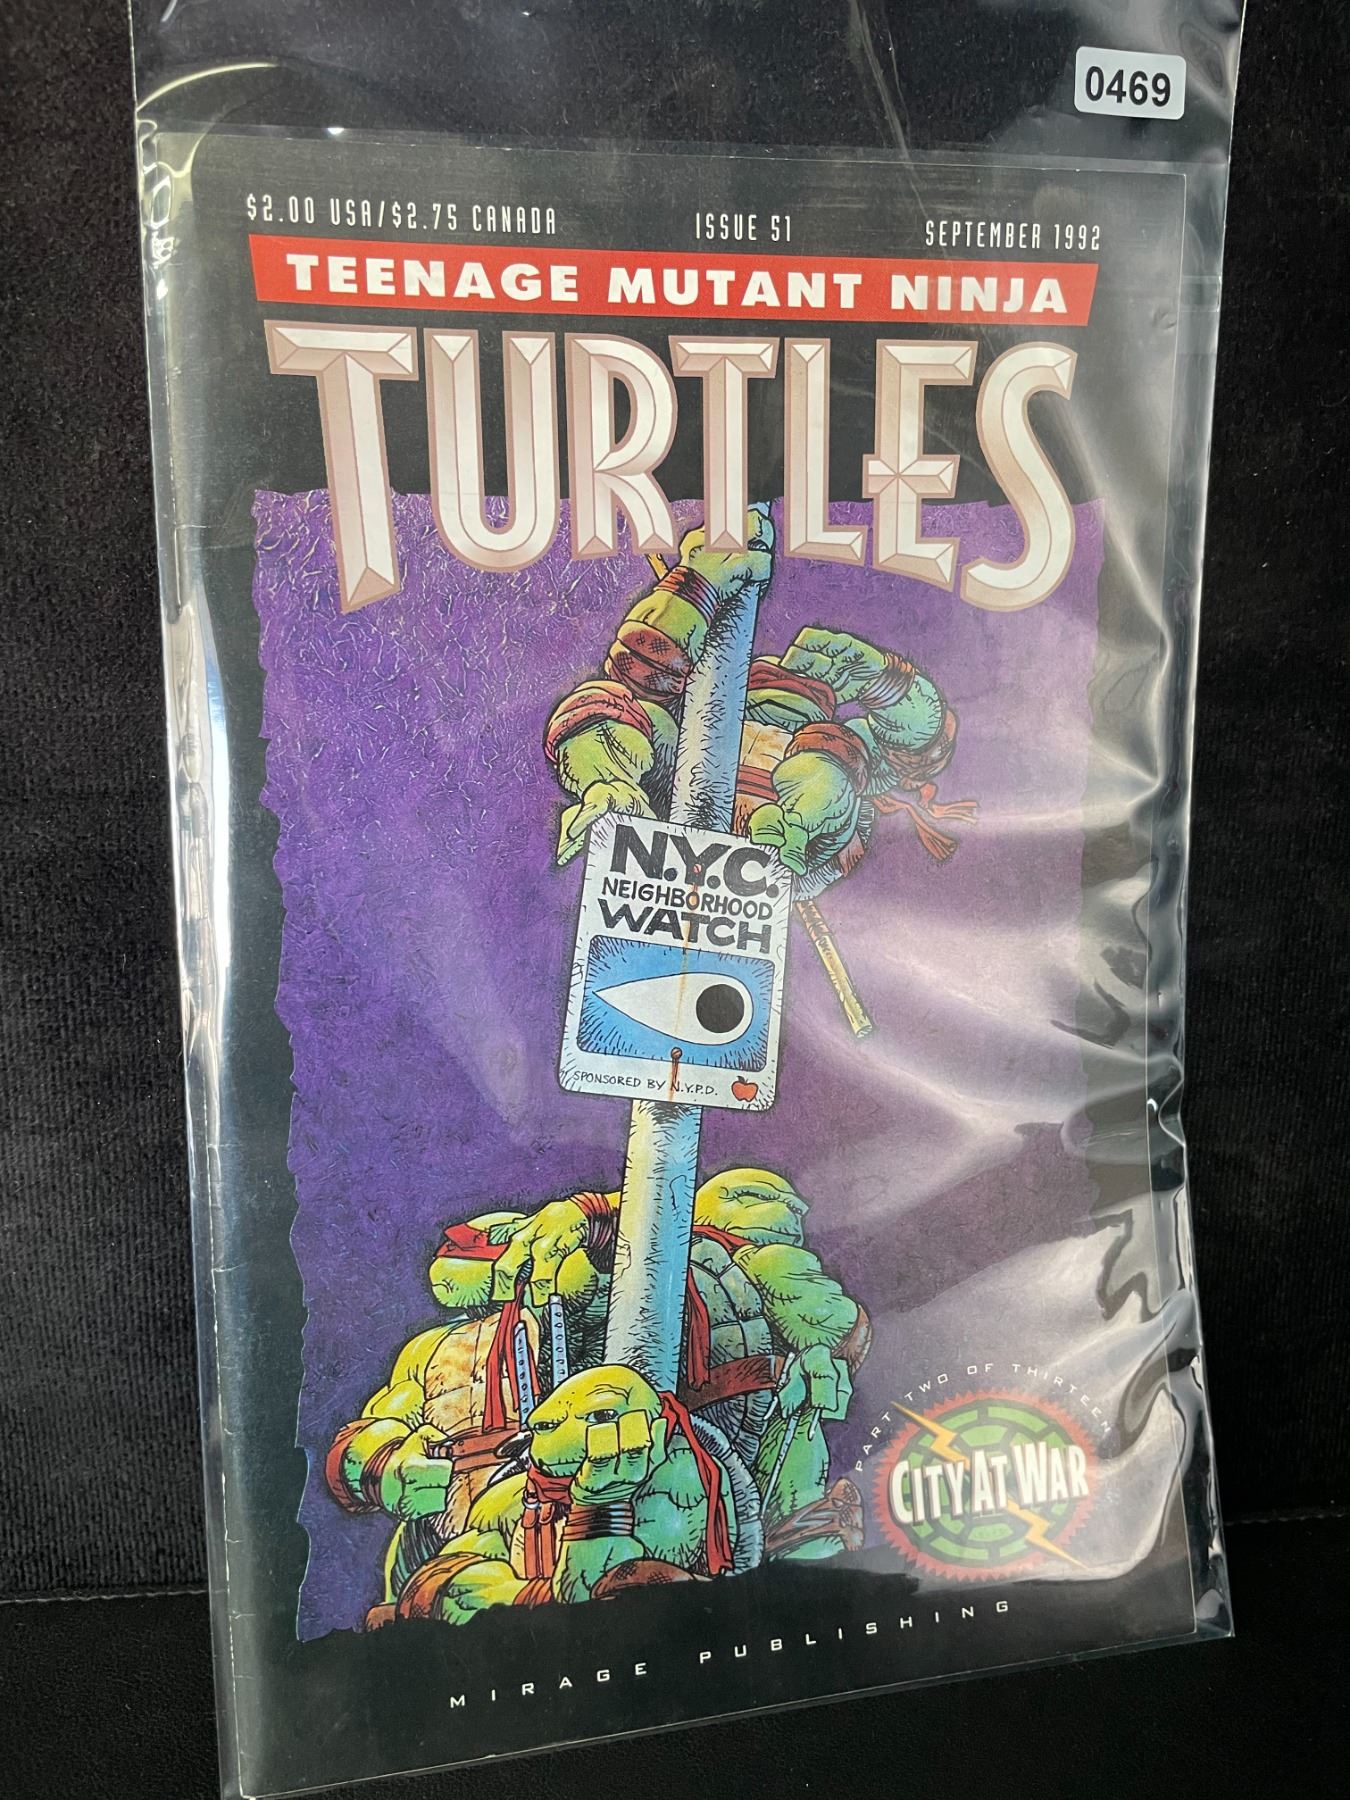 0469
$2.00 USA/$2.75 CANADA ISSUE 51 SEPTEMBER 1992
TEENAGE MUTANT NINJA
TURTLES
N.Y.C.
NEIGHBORHOOD
WATCH
SPONSORED BY N.Y.P.D.
PART TWO OF THIRTEEN
CITY AT WAR
MIRAGE PUBLISHING